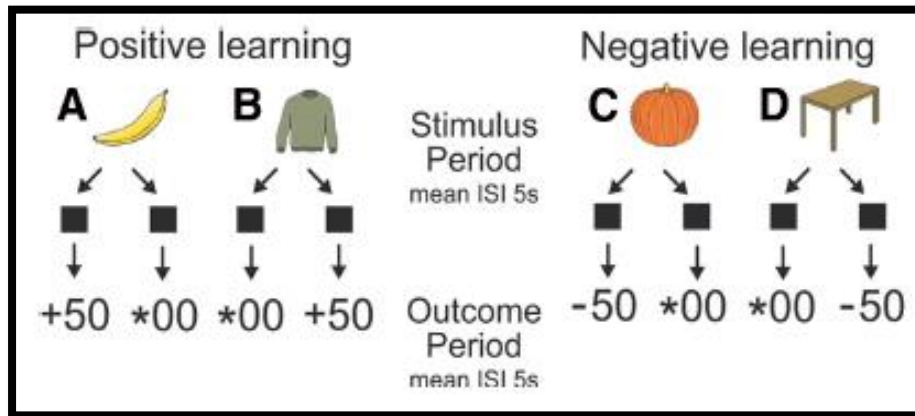 Positive learning
Negative learning
A B
Stimulus
Period
mean ISI 5s
C D
+50 *00 *00 +50
Outcome
Period
mean ISI 5s
-50 *00 *00 -50